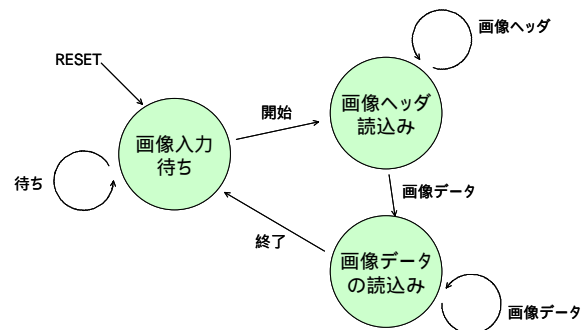 画像ヘッダ
RESET
画像ヘッダ
読込み
開始
画像入力
待ち
待ち
画像データ
終了
画像データ
の読込み
画像データ